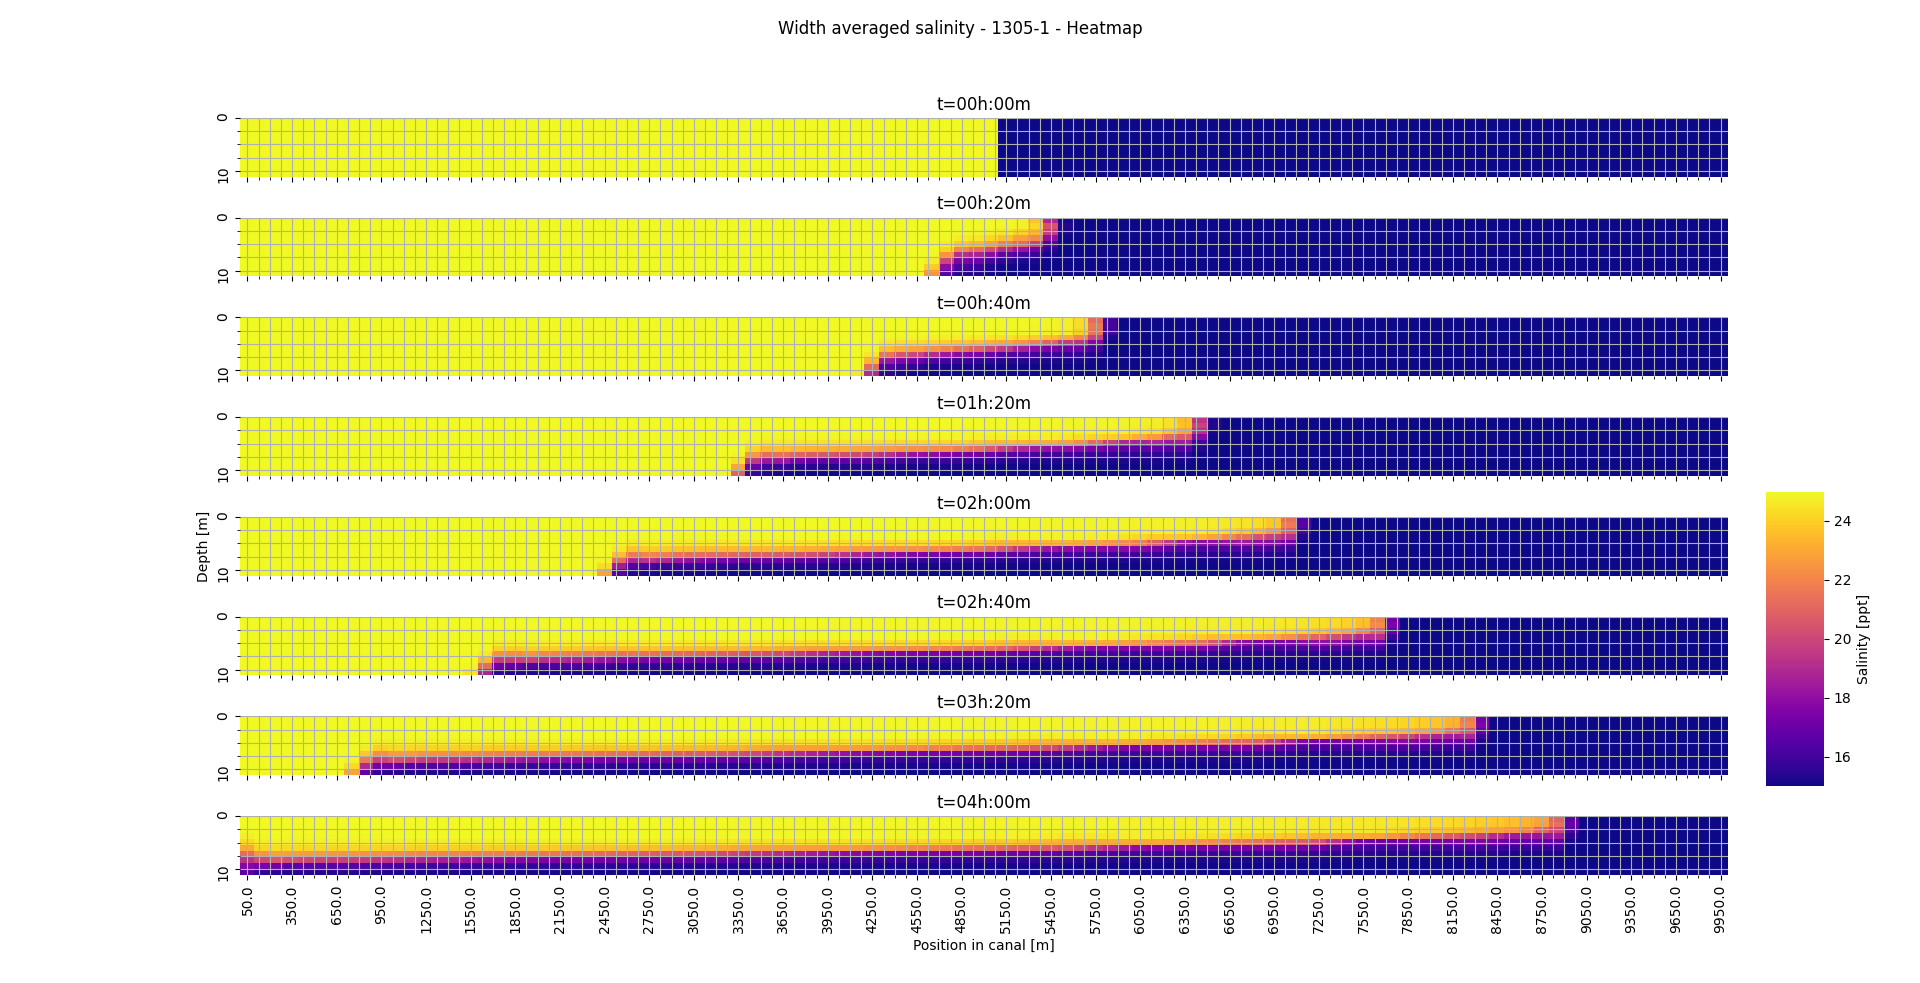 Width averaged salinity - 1305-1 - Heatmap
t=00h:00m
0
10
t=00h:20m
0
10
t=00h:40m
0
10
t=01h:20m
0
10
t=02h:00m
0
10
t=02h:40m
0
10
t=03h:20m
0
10
t=04h:00m
0
10
Depth [m]
50.0 350.0 650.0 950.0 1250.0 1550.0 1850.0 2150.0 2450.0 2750.0 3050.0 3350.0 3650.0 3950.0 4250.0 4550.0 4850.0 5150.0 5450.0 5750.0 6050.0 6350.0 6650.0 6950.0 7250.0 7550.0 7850.0 8150.0 8450.0 8750.0 9050.0 9350.0 9650.0 9950.0
Position in canal [m]
24
22
20
18
16
Salinity [ppt]